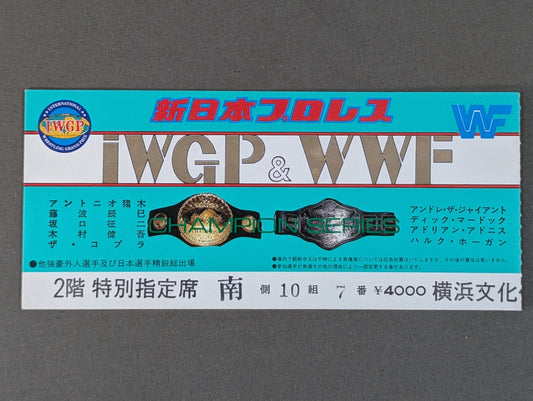 INTERNATIONAL
IWGP
WRESTLING GRAND PRIX
新日本プロレス
WF
IWGP & WWF
CHAMPION SERIES
アントニオ猪木
藤波辰巳
坂口征二
木村健吾
ザ・コブラ
アンドレ・ザ・ジャイアント
ディック・マードック
アドリアン・アドニス
ハルク・ホーガン
●他強豪外人選手及び日本選手精鋭総出場
2階 特別指定席 南 側 10 組 7 番 ¥4000 横浜文化